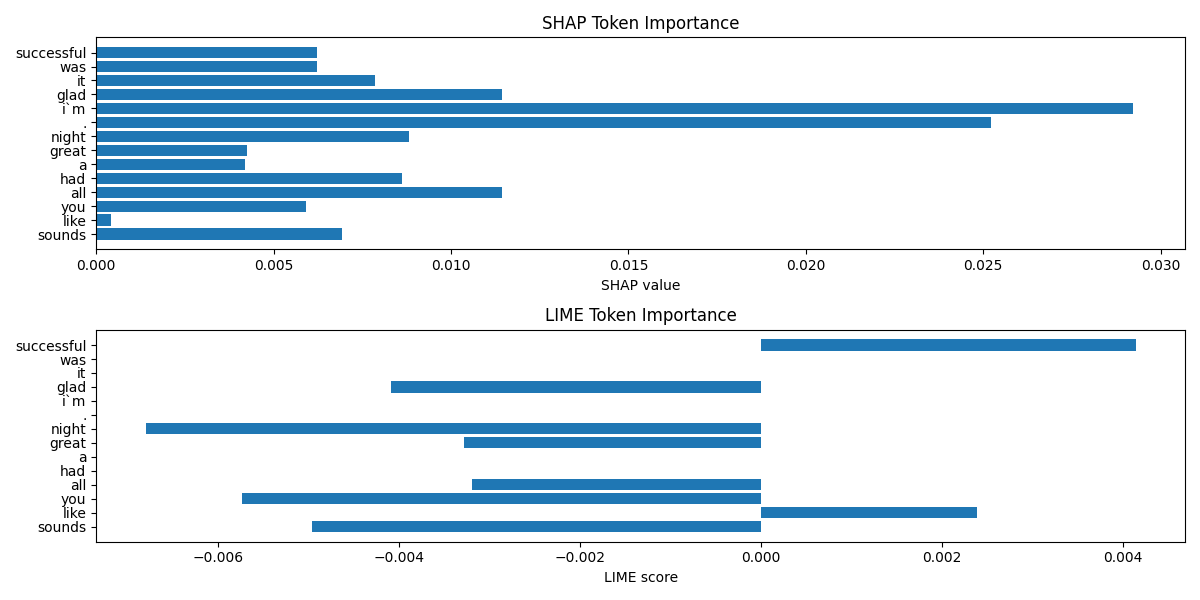 SHAP Token Importance
successful
was
it
glad
i`m
.
night
great
a
had
all
you
like
sounds
0.000 0.005 0.010 0.015 0.020 0.025 0.030
SHAP value
LIME Token Importance
successful
was
it
glad
i`m
.
night
great
a
had
all
you
like
sounds
−0.006 −0.004 −0.002 0.000 0.002 0.004
LIME score